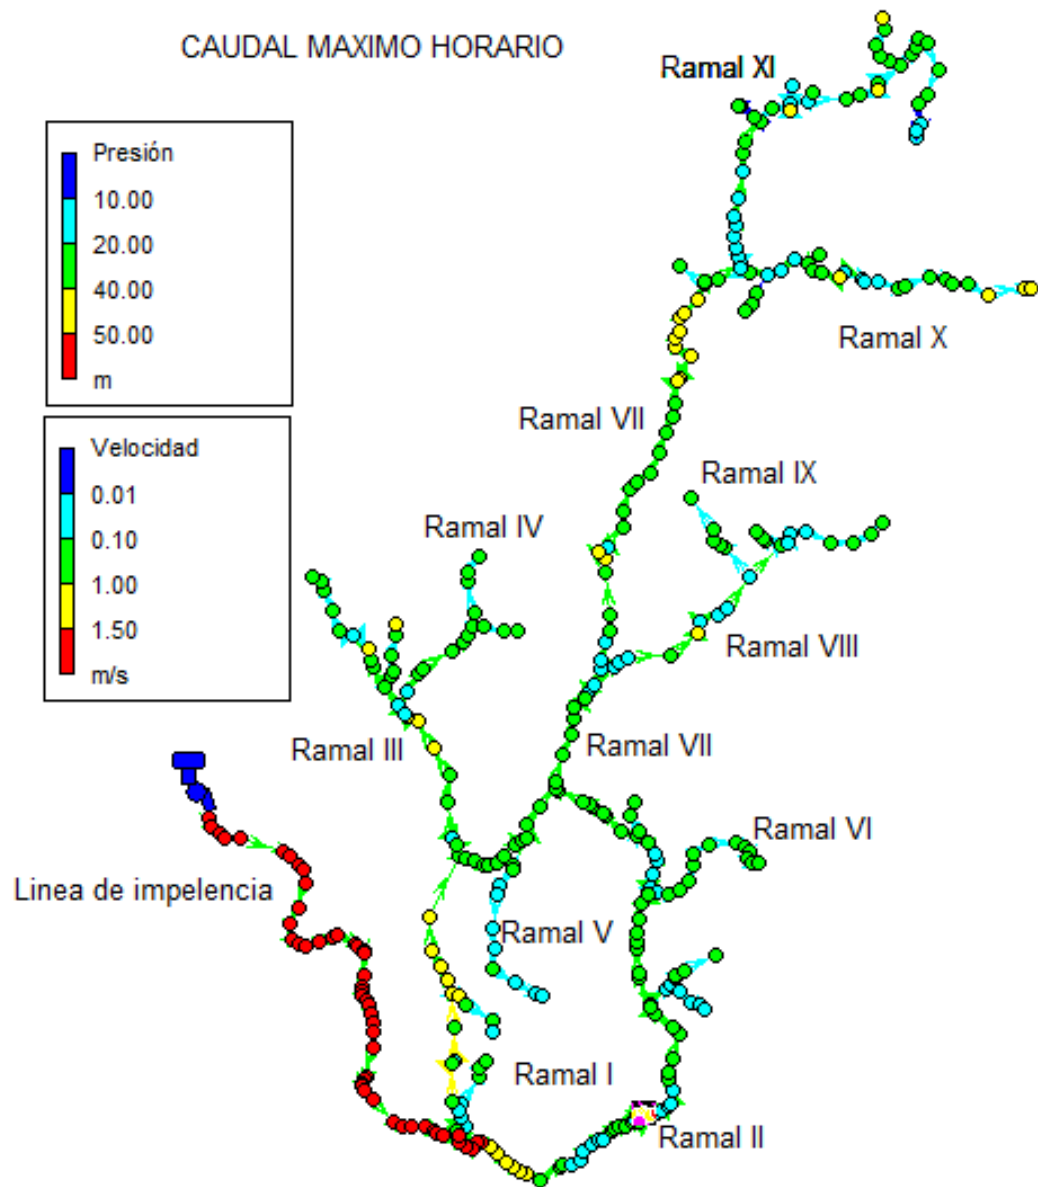 CAUDAL MAXIMO HORARIO
Ramal XI
Presión
10.00
20.00
40.00
50.00
m
Ramal X
Ramal VII
Velocidad
0.01
0.10
1.00
1.50
m/s
Ramal IX
Ramal IV
Ramal VIII
Ramal III
Ramal VII
Ramal VI
Linea de impelencia
Ramal V
Ramal I
Ramal II